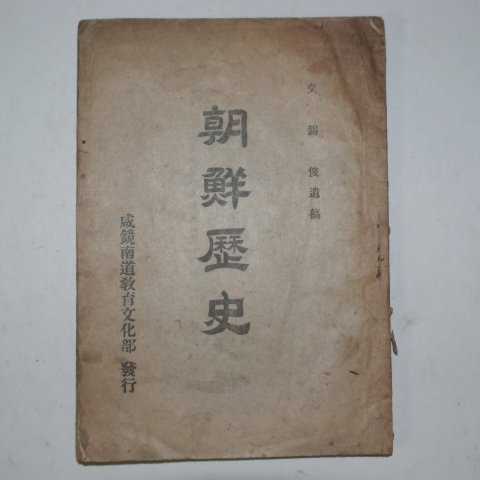 文錫俊遺稿
朝鮮歷史
咸鏡南道敎育文化部 發行